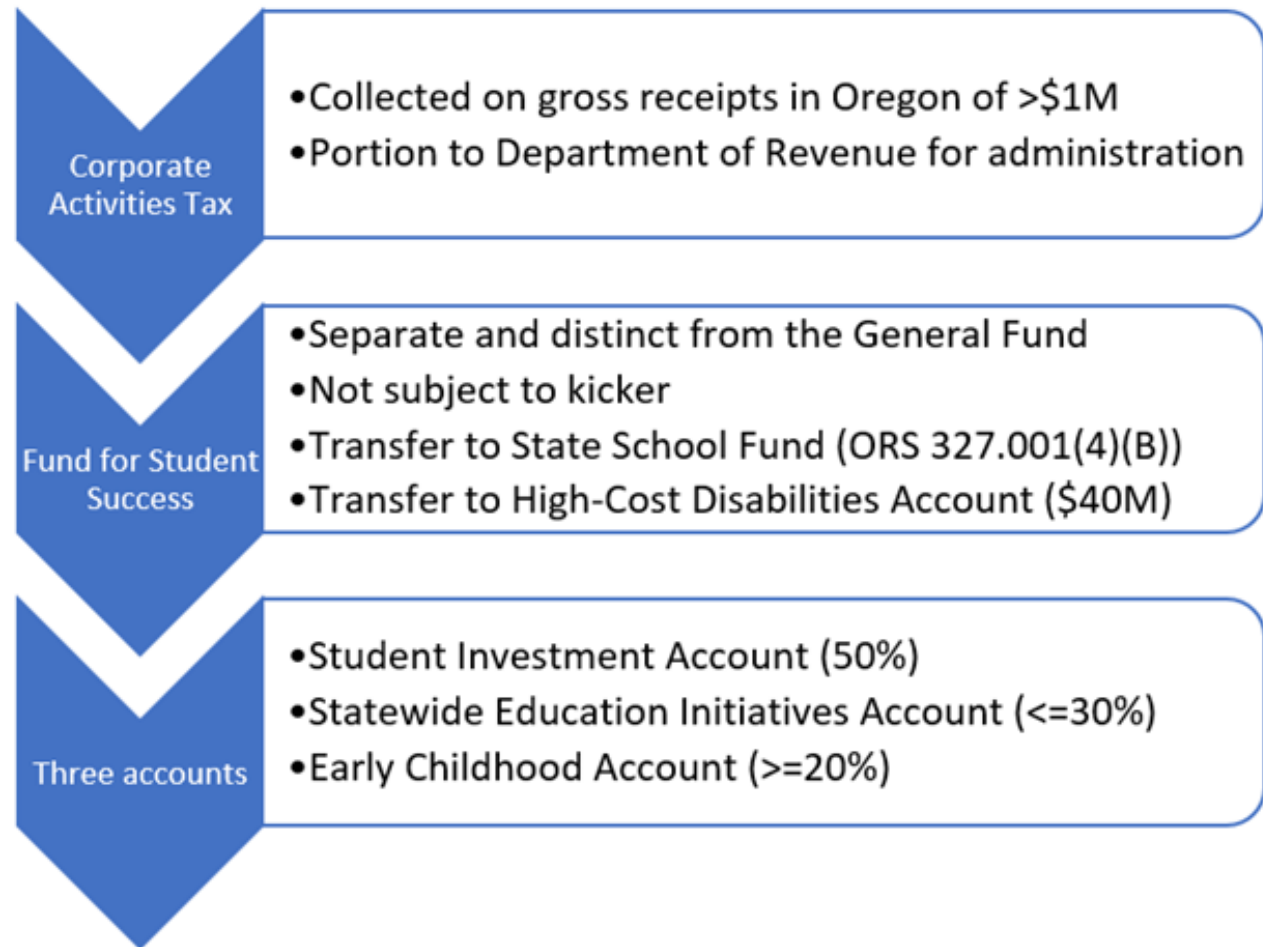 Corporate
Activities Tax
•Collected on gross receipts in Oregon of >$1M
•Portion to Department of Revenue for administration
Fund for Student
Success
•Separate and distinct from the General Fund
•Not subject to kicker
•Transfer to State School Fund (ORS 327.001(4)(B))
•Transfer to High-Cost Disabilities Account ($40M)
Three accounts
•Student Investment Account (50%)
•Statewide Education Initiatives Account (<=30%)
•Early Childhood Account (>=20%)